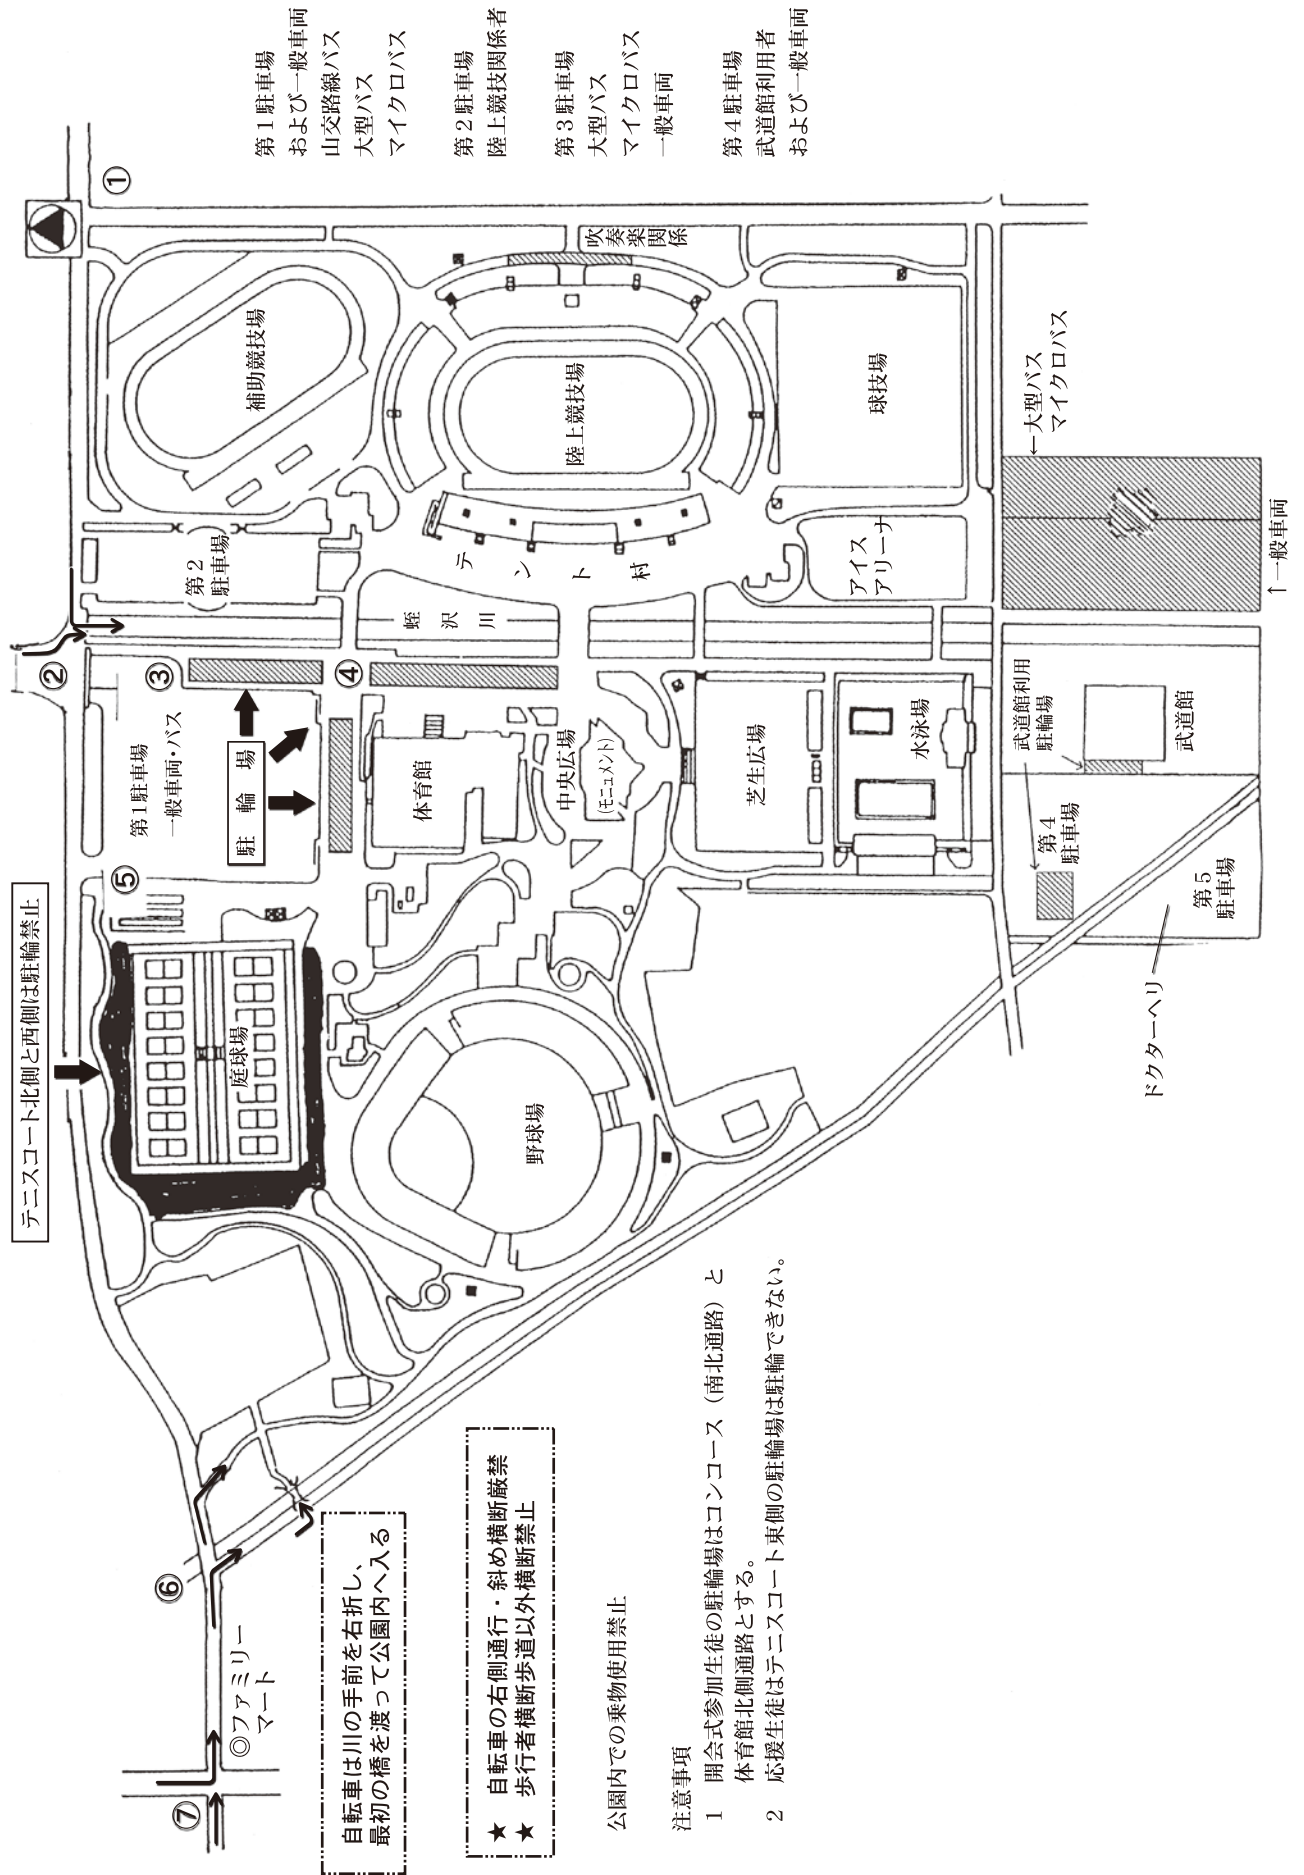 テニスコート北側と西側は駐輪禁止
①
②
③
④
⑤
⑥
⑦
◎ファミリー
マート
自転車は川の手前を右折し、
最初の橋を渡って公園内へ入る
★ 自転車の右側通行・斜め横断厳禁
★ 歩行者横断歩道以外横断禁止
公園内での乗物使用禁止
注意事項
1 開会式参加生徒の駐輪場はコンコース（南北通路）と
体育館北側通路とする。
2 応援生徒はテニスコート東側の駐輪場は駐輪できない。
庭球場
野球場
第1駐車場
一般車両・バス
駐輪場
体育館
中央広場
(モニュメント)
芝生広場
水泳場
蛭沢川
第2
駐車場
補助競技場
陸上競技場
テント村
吹奏楽関係
球技場
アイス
アリーナ
武道館利用
駐輪場
武道館
第4
駐車場
第5
駐車場
ドクターヘリ
←大型バス
マイクロバス
↑一般車両
第1駐車場
および一般車両
山交路線バス
大型バス
マイクロバス
第2駐車場
陸上競技関係者
第3駐車場
大型バス
マイクロバス
一般車両
第4駐車場
武道館利用者
および一般車両